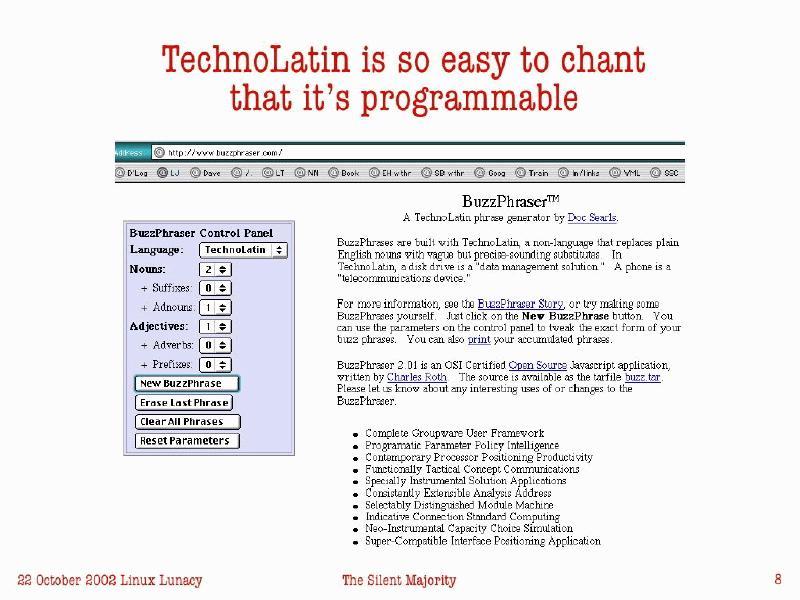 TechnoLatin is so easy to chant
that it's programmable
Address: http://www.buzzphraser.com/
D'Log LJ Dave /. LT NN Book EH wthr SB wthr Goog Train In/links VML SSC
BuzzPhraser™
A TechnoLatin phrase generator by Doc Searls.
BuzzPhraser Control Panel
Language: TechnoLatin
Nouns: 2
+ Suffixes: 0
+ Adnouns: 1
Adjectives: 1
+ Adverbs: 0
+ Prefixes: 0
New BuzzPhrase
Erase Last Phrase
Clear All Phrases
Reset Parameters
BuzzPhrases are built with TechnoLatin, a non-language that replaces plain
English nouns with vague but precise-sounding substitutes. In
TechnoLatin, a disk drive is a "data management solution." A phone is a
"telecommunications device."
For more information, see the BuzzPhraser Story, or try making some
BuzzPhrases yourself. Just click on the New BuzzPhrase button. You
can use the parameters on the control panel to tweak the exact form of your
buzz phrases. You can also print your accumulated phrases.
BuzzPhraser 2.01 is an OSI Certified Open Source Javascript application,
written by Charles Roth. The source is available as the tarfile buzz.tar.
Please let us know about any interesting uses of or changes to the
BuzzPhraser.
• Complete Groupware User Framework
• Programatic Parameter Policy Intelligence
• Contemporary Processor Positioning Productivity
• Functionally Tactical Concept Communications
• Specially Instrumental Solution Applications
• Consistently Extensible Analysis Address
• Selectably Distinguished Module Machine
• Indicative Connection Standard Computing
• Neo-Instrumental Capacity Choice Simulation
• Super-Compatible Interface Positioning Application
22 October 2002 Linux Lunacy The Silent Majority 8